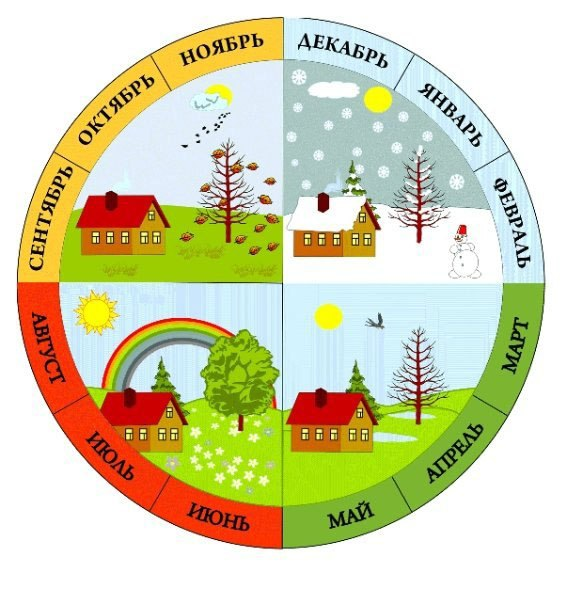 ДЕКАБРЬ
ЯНВАРЬ
ФЕВРАЛЬ
МАРТ
АПРЕЛЬ
МАЙ
ИЮНЬ
ИЮЛЬ
АВГУСТ
СЕНТЯБРЬ
ОКТЯБРЬ
НОЯБРЬ